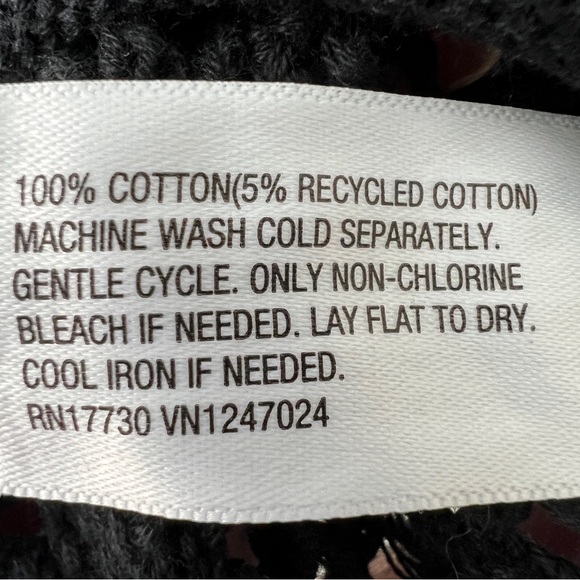 100% COTTON(5% RECYCLED COTTON)
MACHINE WASH COLD SEPARATELY.
GENTLE CYCLE. ONLY NON-CHLORINE
BLEACH IF NEEDED. LAY FLAT TO DRY.
COOL IRON IF NEEDED.
RN17730 VN1247024